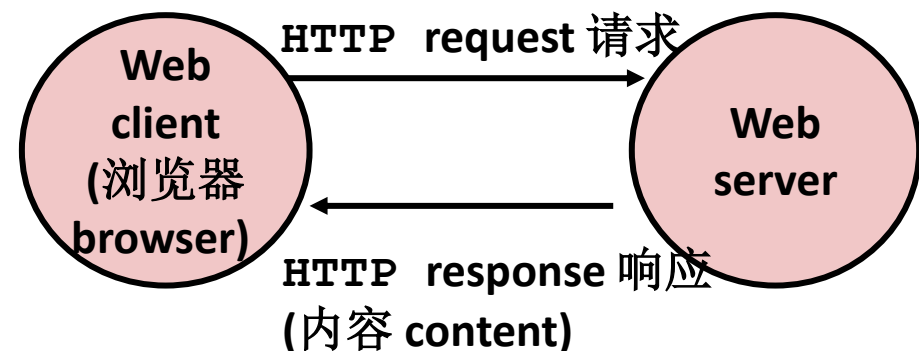 HTTP request 请求
Web
client
(浏览器
browser)
Web
server
HTTP response 响应
(内容 content)